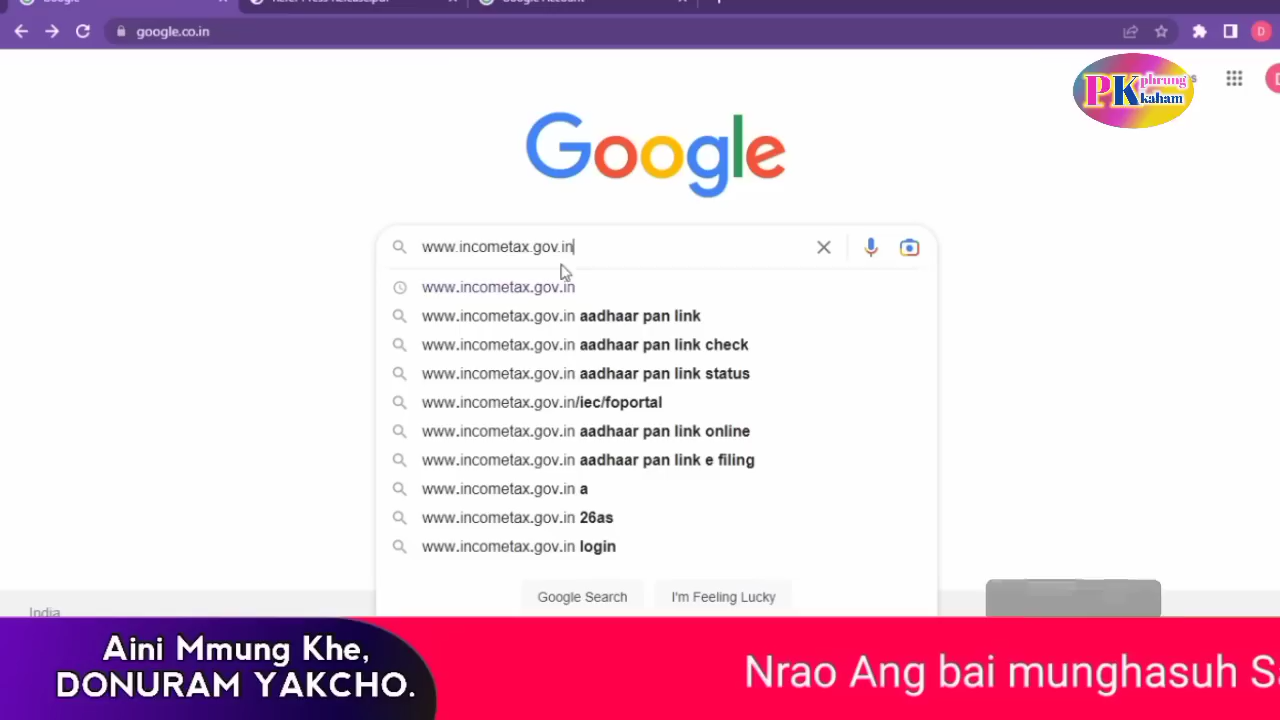 Google
google.co.in
D
PK phrung kaham
Google
www.incometax.gov.in
www.incometax.gov.in
www.incometax.gov.in aadhaar pan link
www.incometax.gov.in aadhaar pan link check
www.incometax.gov.in aadhaar pan link status
www.incometax.gov.in/iec/foportal
www.incometax.gov.in aadhaar pan link online
www.incometax.gov.in aadhaar pan link e filing
www.incometax.gov.in a
www.incometax.gov.in 26as
www.incometax.gov.in login
Google Search I'm Feeling Lucky
India
Aini Mmung Khe,
DONURAM YAKCHO.
Nrao Ang bai munghasuh